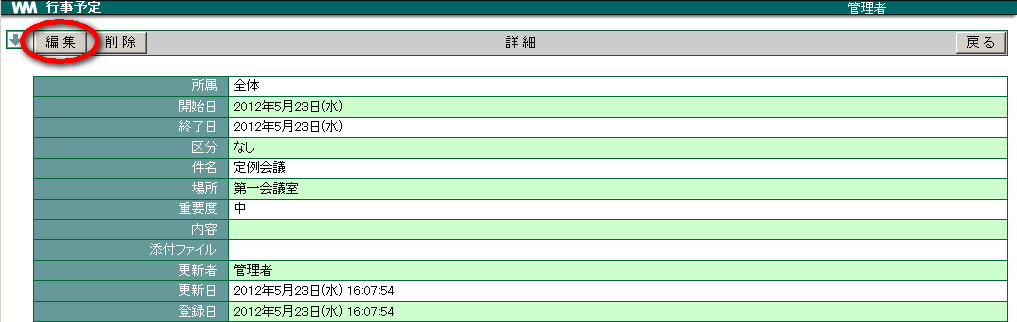 WM 行事予定 管理者
編集 削除 詳細 戻る
所属 全体
開始日 2012年5月23日(水)
終了日 2012年5月23日(水)
区分 なし
件名 定例会議
場所 第一会議室
重要度 中
内容
添付ファイル
更新者 管理者
更新日 2012年5月23日(水) 16:07:54
登録日 2012年5月23日(水) 16:07:54